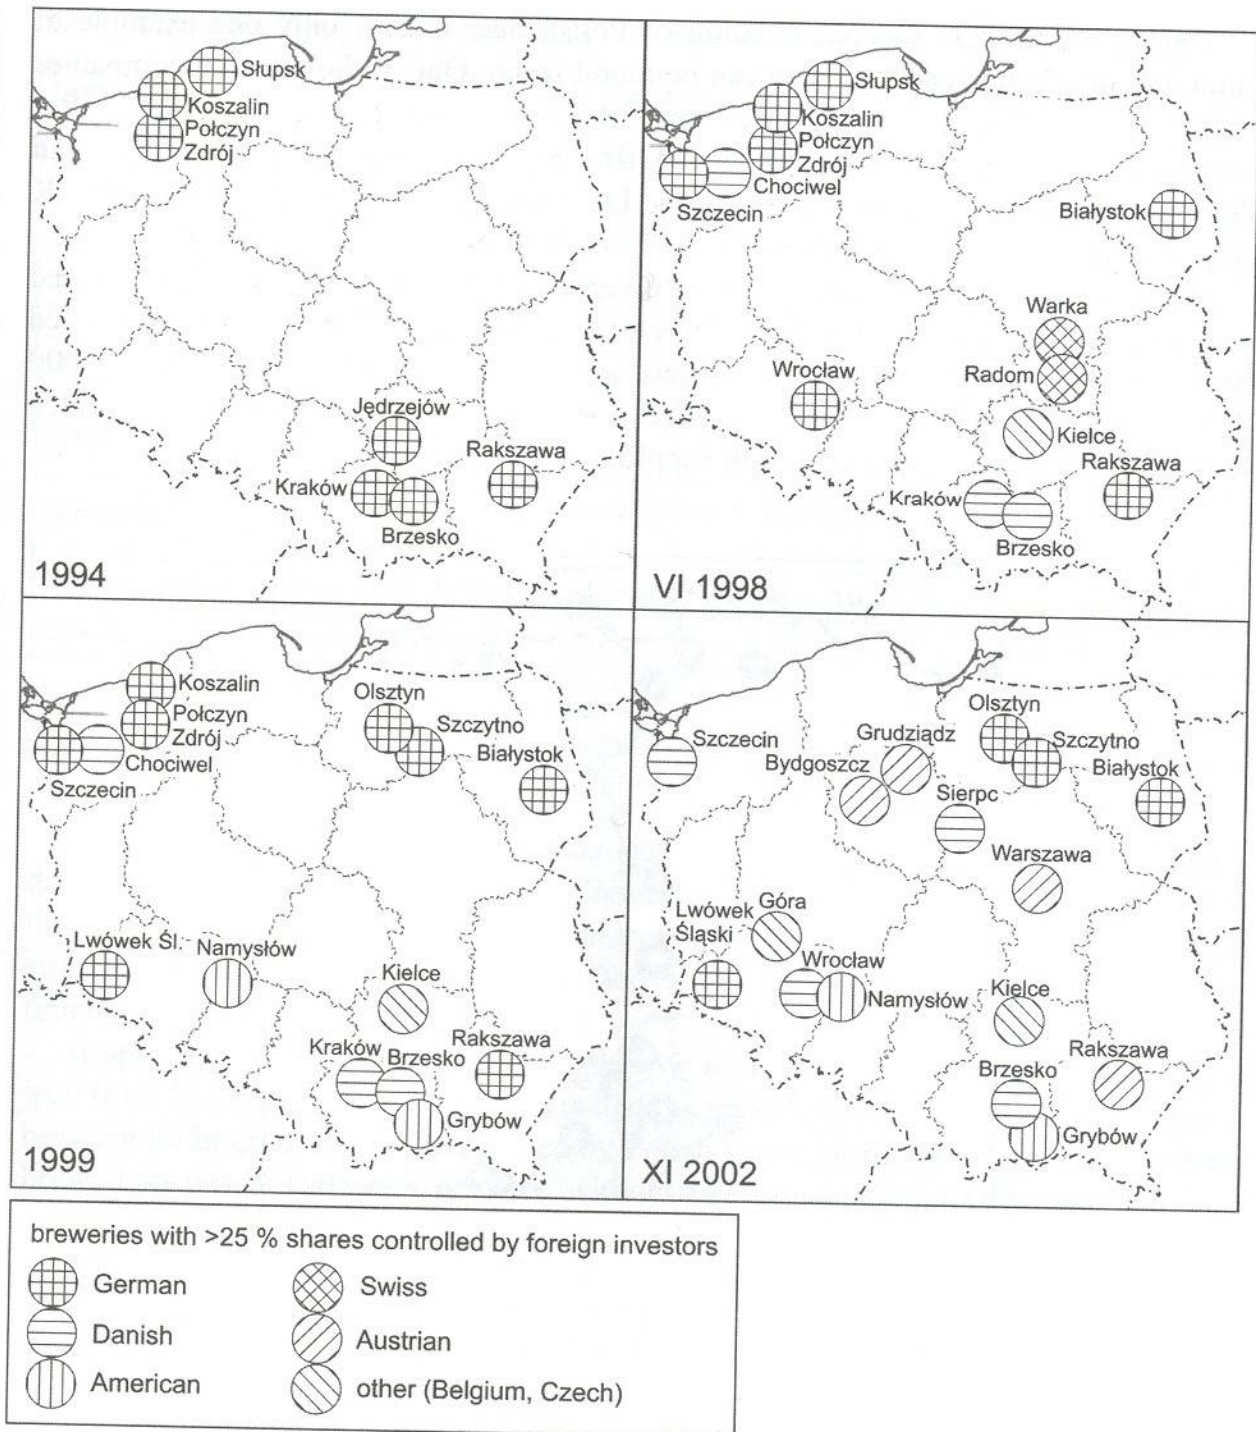 Słupsk
Koszalin
Połczyn
Zdrój
Jędrzejów
Rakszawa
Kraków
Brzesko
1994
Słupsk
Koszalin
Połczyn
Zdrój
Chociwel
Szczecin
Białystok
Warka
Radom
Wrocław
Kielce
Rakszawa
Kraków
Brzesko
VI 1998
Koszalin
Połczyn
Zdrój
Chociwel
Szczecin
Olsztyn
Szczytno
Białystok
Lwówek Śl.
Namysłów
Kielce
Kraków
Brzesko
Rakszawa
Grybów
1999
Szczecin
Grudziądz
Bydgoszcz
Olsztyn
Szczytno
Białystok
Sierpc
Warszawa
Lwówek
Śląski
Góra
Wrocław
Namysłów
Kielce
Rakszawa
Brzesko
Grybów
XI 2002
breweries with >25 % shares controlled by foreign investors
German
Swiss
Danish
Austrian
American
other (Belgium, Czech)